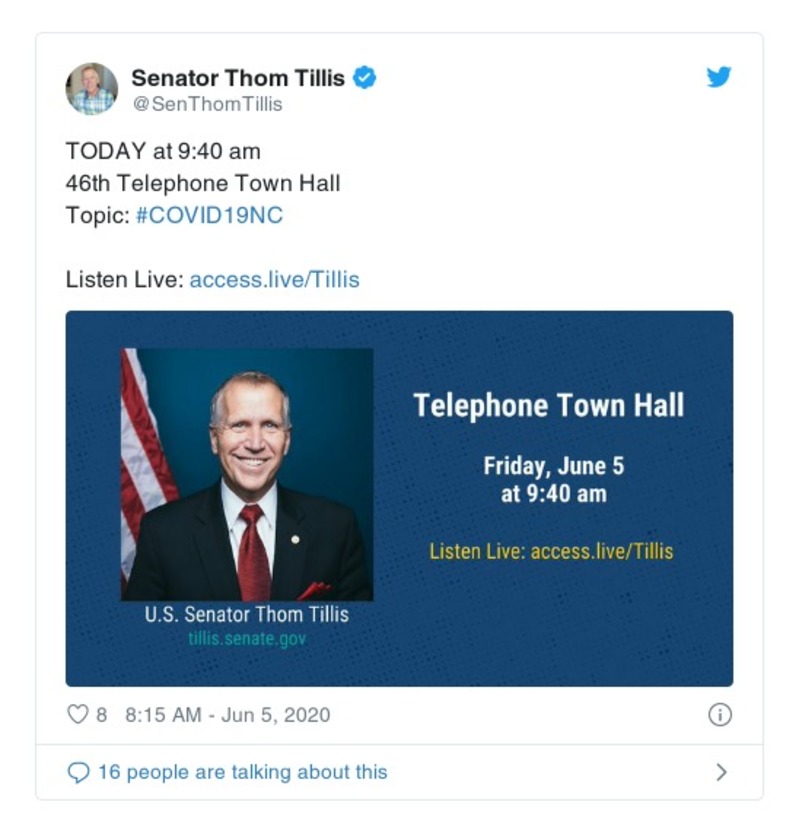 Senator Thom Tillis
@SenThomTillis
TODAY at 9:40 am
46th Telephone Town Hall
Topic: #COVID19NC
Listen Live: access.live/Tillis
Telephone Town Hall
Friday, June 5
at 9:40 am
Listen Live: access.live/Tillis
U.S. Senator Thom Tillis
tillis.senate.gov
8 8:15 AM - Jun 5, 2020
16 people are talking about this